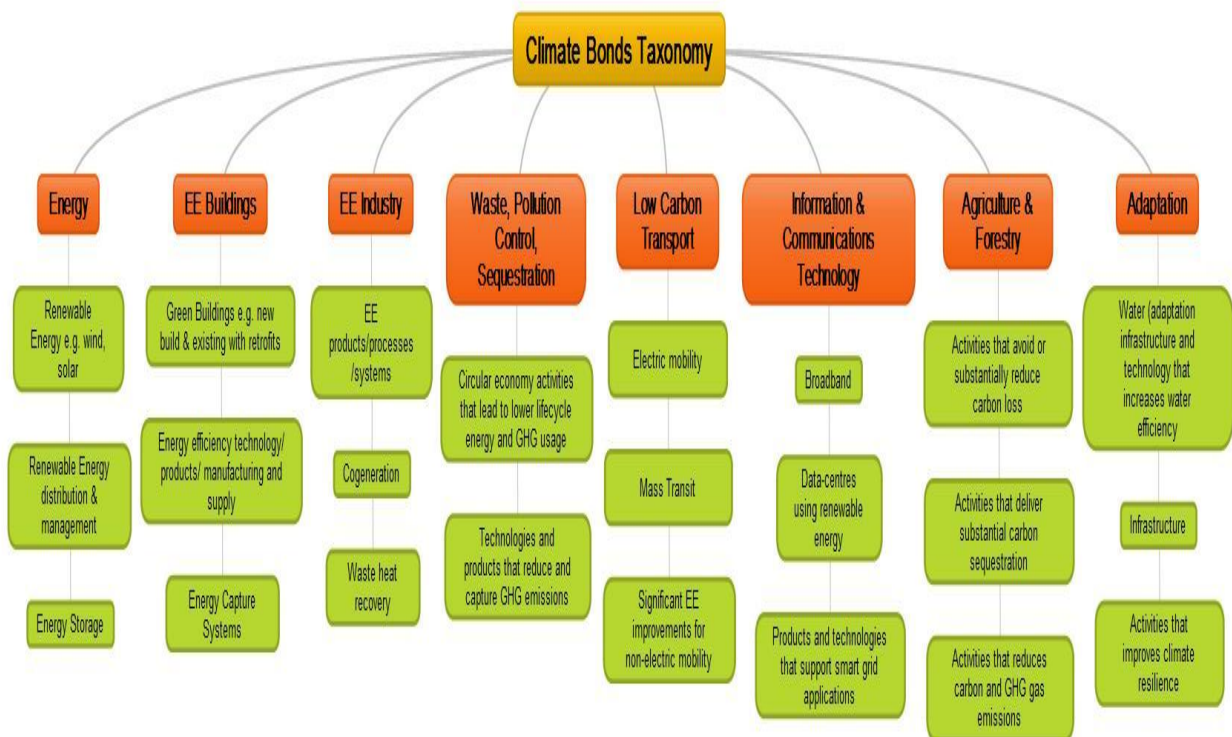 Climate Bonds Taxonomy
Energy
Renewable
Energy e.g. wind,
solar
Renewable Energy
distribution &
management
Energy Storage
EE Buildings
Green Buildings e.g. new
build & existing with retrofits
Energy efficiency technology/
products/ manufacturing and
supply
Energy Capture
Systems
EE Industry
EE
products/processes
/systems
Cogeneration
Waste heat
recovery
Waste, Pollution
Control,
Sequestration
Circular economy activities
that lead to lower lifecycle
energy and GHG usage
Technologies and
products that reduce and
capture GHG emissions
Low Carbon
Transport
Electric mobility
Mass Transit
Significant EE
improvements for
non-electric mobility
Information &
Communications
Technology
Broadband
Data-centres
using renewable
energy
Products and technologies
that support smart grid
applications
Agriculture &
Forestry
Activities that avoid or
substantially reduce
carbon loss
Activities that deliver
substantial carbon
sequestration
Activities that reduces
carbon and GHG gas
emissions
Adaptation
Water (adaptation
infrastructure and
technology that
increases water
efficiency
Infrastructure
Activities that
improves climate
resilience